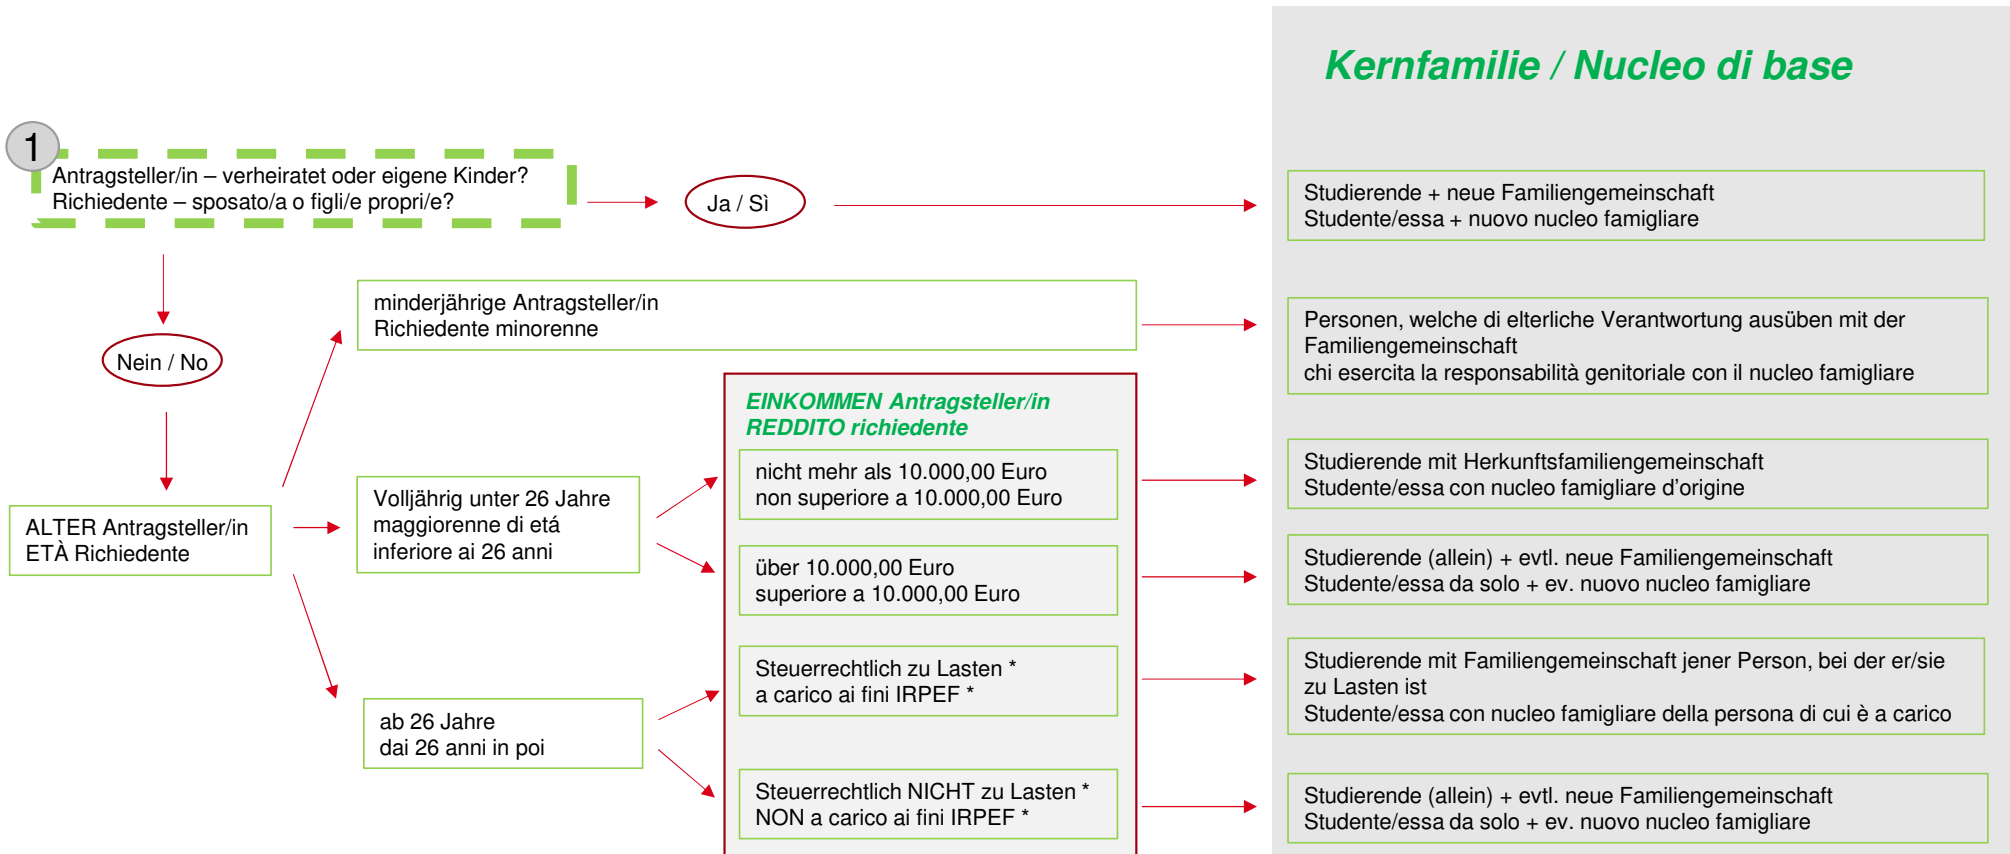 Kernfamilie / Nucleo di base
1
Antragsteller/in – verheiratet oder eigene Kinder?
Richiedente – sposato/a o figli/e propri/e?
Ja / Sì
Studierende + neue Familiengemeinschaft
Studente/essa + nuovo nucleo famigliare
Nein / No
minderjährige Antragsteller/in
Richiedente minorenne
Personen, welche di elterliche Verantwortung ausüben mit der
Familiengemeinschaft
chi esercita la responsabilità genitoriale con il nucleo famigliare
ALTER Antragsteller/in
ETÀ Richiedente
Volljährig unter 26 Jahre
maggiorenne di etá
inferiore ai 26 anni
EINKOMMEN Antragsteller/in
REDDITO richiedente
nicht mehr als 10.000,00 Euro
non superiore a 10.000,00 Euro
Studierende mit Herkunftsfamiliengemeinschaft
Studente/essa con nucleo famigliare d'origine
über 10.000,00 Euro
superiore a 10.000,00 Euro
Studierende (allein) + evtl. neue Familiengemeinschaft
Studente/essa da solo + ev. nuovo nucleo famigliare
ab 26 Jahre
dai 26 anni in poi
Steuerrechtlich zu Lasten *
a carico ai fini IRPEF *
Studierende mit Familiengemeinschaft jener Person, bei der er/sie
zu Lasten ist
Studente/essa con nucleo famigliare della persona di cui è a carico
Steuerrechtlich NICHT zu Lasten *
NON a carico ai fini IRPEF *
Studierende (allein) + evtl. neue Familiengemeinschaft
Studente/essa da solo + ev. nuovo nucleo famigliare